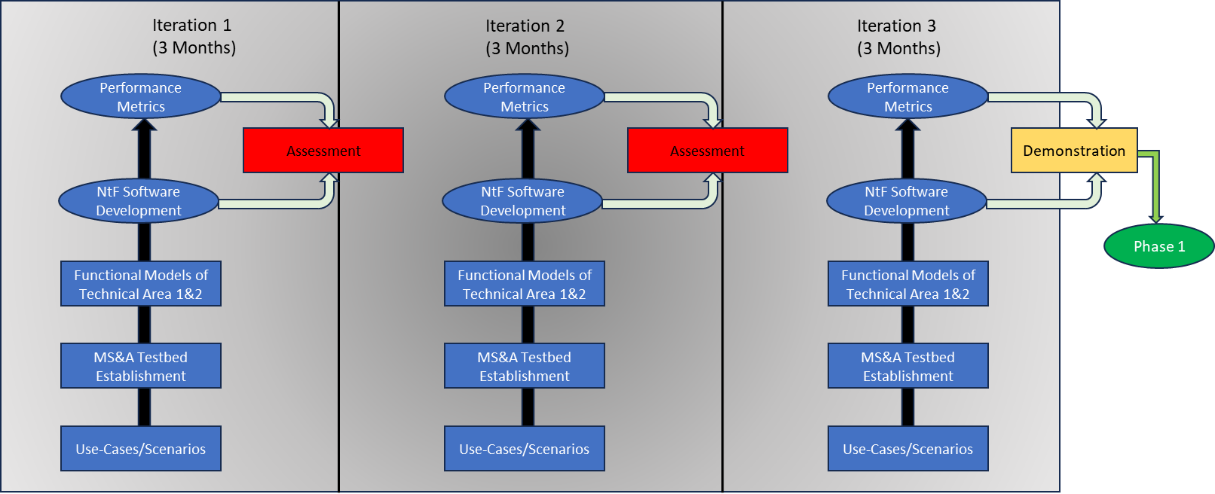 Iteration 1
(3 Months)
Performance
Metrics
Assessment
NtF Software
Development
Functional Models of
Technical Area 1&2
MS&A Testbed
Establishment
Use-Cases/Scenarios
Iteration 2
(3 Months)
Performance
Metrics
Assessment
NtF Software
Development
Functional Models of
Technical Area 1&2
MS&A Testbed
Establishment
Use-Cases/Scenarios
Iteration 3
(3 Months)
Performance
Metrics
Demonstration
NtF Software
Development
Phase 1
Functional Models of
Technical Area 1&2
MS&A Testbed
Establishment
Use-Cases/Scenarios